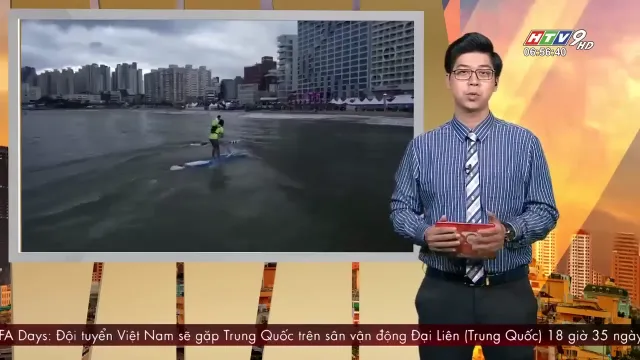 HTV9 HD
06:56:40
FA Days: Đội tuyển Việt Nam sẽ gặp Trung Quốc trên sân vận động Đại Liên (Trung Quốc) 18 giờ 35 ngày